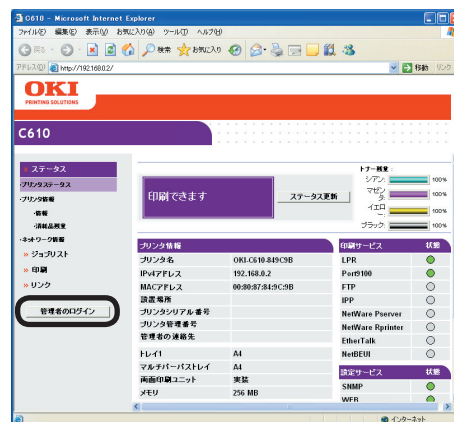 C610 - Microsoft Internet Explorer
ファイル(F) 編集(E) 表示(V) お気に入り(A) ツール(T) ヘルプ(H)
戻る 検索 お気に入り
アドレス(D) http://192.168.0.2/ 移動 リンク
OKI
PRINTING SOLUTIONS
C610
ステータス
プリンタステータス
プリンタ情報
情報
消耗品残量
ネットワーク情報
ジョブリスト
印刷
リンク
管理者のログイン
印刷できます
ステータス更新
トナー残量:
シアン: 100%
マゼンタ: 100%
イエロー: 100%
ブラック: 100%
プリンタ情報
プリンタ名 OKI-C610-849C9B
IPv4アドレス 192.168.0.2
MACアドレス 00:80:87:84:9C:9B
設置場所
プリンタシリアル番号
プリンタ管理番号
管理者の連絡先
トレイ1 A4
マルチパーパストレイ A4
両面印刷ユニット 実装
メモリ 256 MB
印刷サービス 状態
LPR
Port9100
FTP
IPP
NetWare Pserver
NetWare Rprinter
EtherTalk
NetBEUI
設定サービス 状態
SNMP
WEB
インターネット